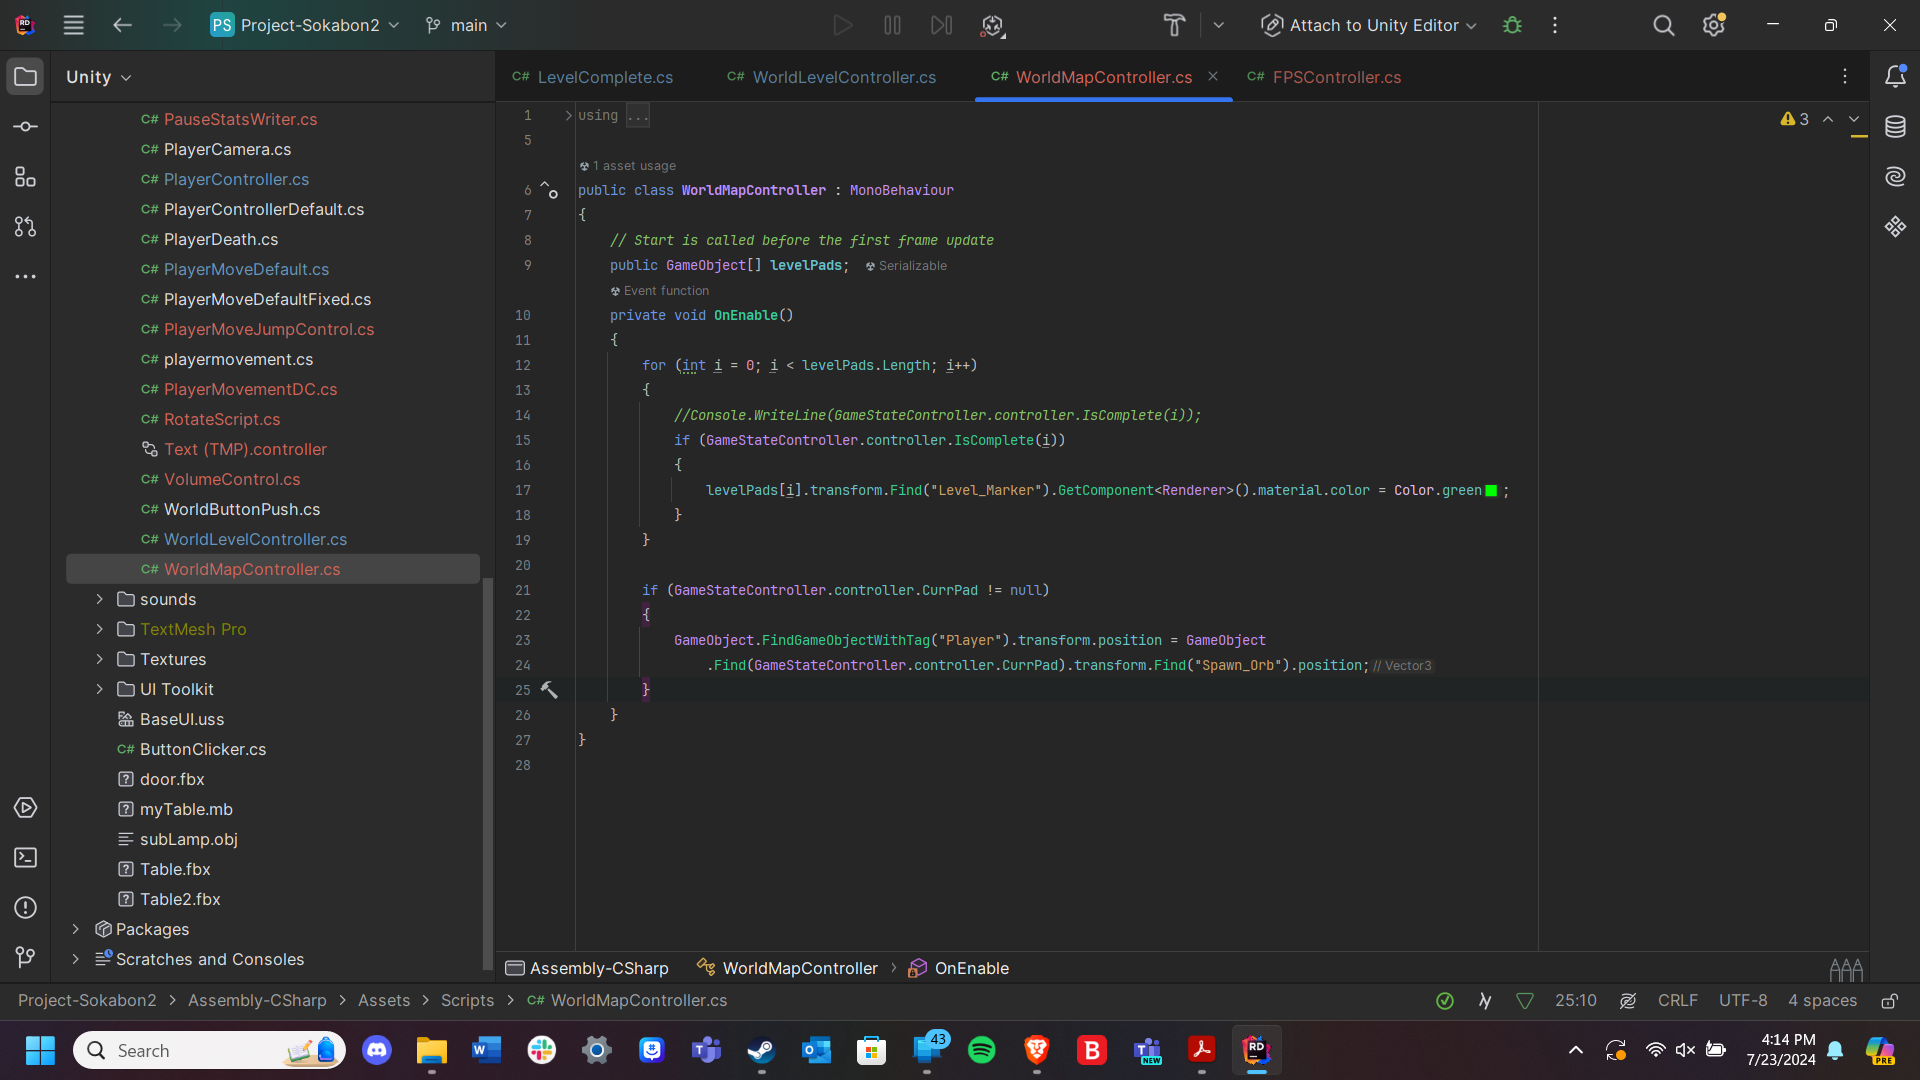 PS Project-Sokabon2 main Attach to Unity Editor
Unity
C# LevelComplete.cs C# WorldLevelController.cs C# WorldMapController.cs C# FPSController.cs
C# PauseStatsWriter.cs
C# PlayerCamera.cs
C# PlayerController.cs
C# PlayerControllerDefault.cs
C# PlayerDeath.cs
C# PlayerMoveDefault.cs
C# PlayerMoveDefaultFixed.cs
C# PlayerMoveJumpControl.cs
C# playermovement.cs
C# PlayerMovementDC.cs
C# RotateScript.cs
Text (TMP).controller
C# VolumeControl.cs
C# WorldButtonPush.cs
C# WorldLevelController.cs
C# WorldMapController.cs
sounds
TextMesh Pro
Textures
UI Toolkit
BaseUI.uss
C# ButtonClicker.cs
door.fbx
myTable.mb
subLamp.obj
Table.fbx
Table2.fbx
Packages
Scratches and Consoles
3
1 using ...
5
1 asset usage
6 public class WorldMapController : MonoBehaviour
7 {
8 // Start is called before the first frame update
9 public GameObject[] levelPads; Serializable
Event function
10 private void OnEnable()
11 {
12 for (int i = 0; i < levelPads.Length; i++)
13 {
14 //Console.WriteLine(GameStateController.controller.IsComplete(i));
15 if (GameStateController.controller.IsComplete(i))
16 {
17 levelPads[i].transform.Find("Level_Marker").GetComponent<Renderer>().material.color = Color.green;
18 }
19 }
20
21 if (GameStateController.controller.CurrPad != null)
22 {
23 GameObject.FindGameObjectWithTag("Player").transform.position = GameObject
24 .Find(GameStateController.controller.CurrPad).transform.Find("Spawn_Orb").position; // Vector3
25 }
26 }
27 }
28
Assembly-CSharp WorldMapController > OnEnable
Project-Sokabon2 > Assembly-CSharp > Assets > Scripts > C# WorldMapController.cs 25:10 CRLF UTF-8 4 spaces
Search 43 NEW RD PRE
4:14 PM
7/23/2024